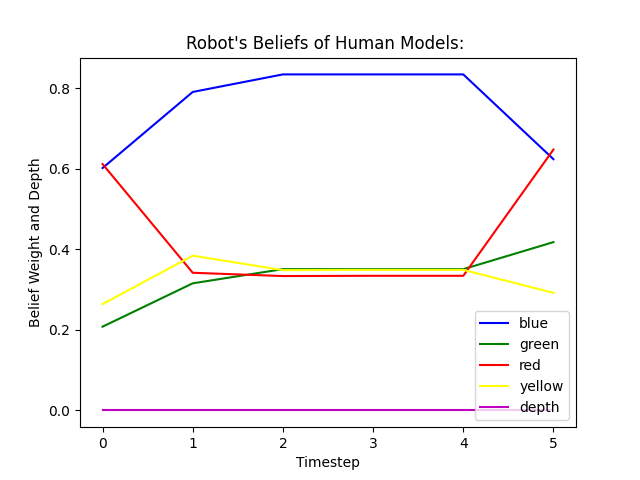 Robot's Beliefs of Human Models:
Belief Weight and Depth
0.8
0.6
0.4
0.2
0.0
blue
green
red
yellow
depth
0 1 2 3 4 5
Timestep